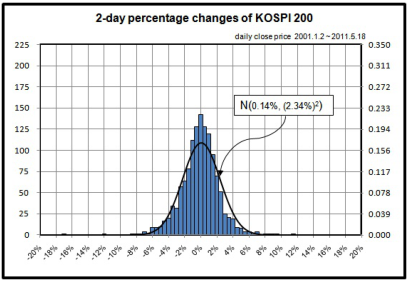 2-day percentage changes of KOSPI 200
daily close price 2001.1.2 ~ 2011.5.18
225 0.350
200 0.311
175 0.272
150 0.233
125 0.194
100 0.156
75 0.117
50 0.078
25 0.039
0 0.000
N(0.14%, (2.34%)²)
-20% -18% -16% -14% -12% -10% -8% -6% -4% -2% 0% 2% 4% 6% 8% 10% 12% 14% 16% 18% 20%